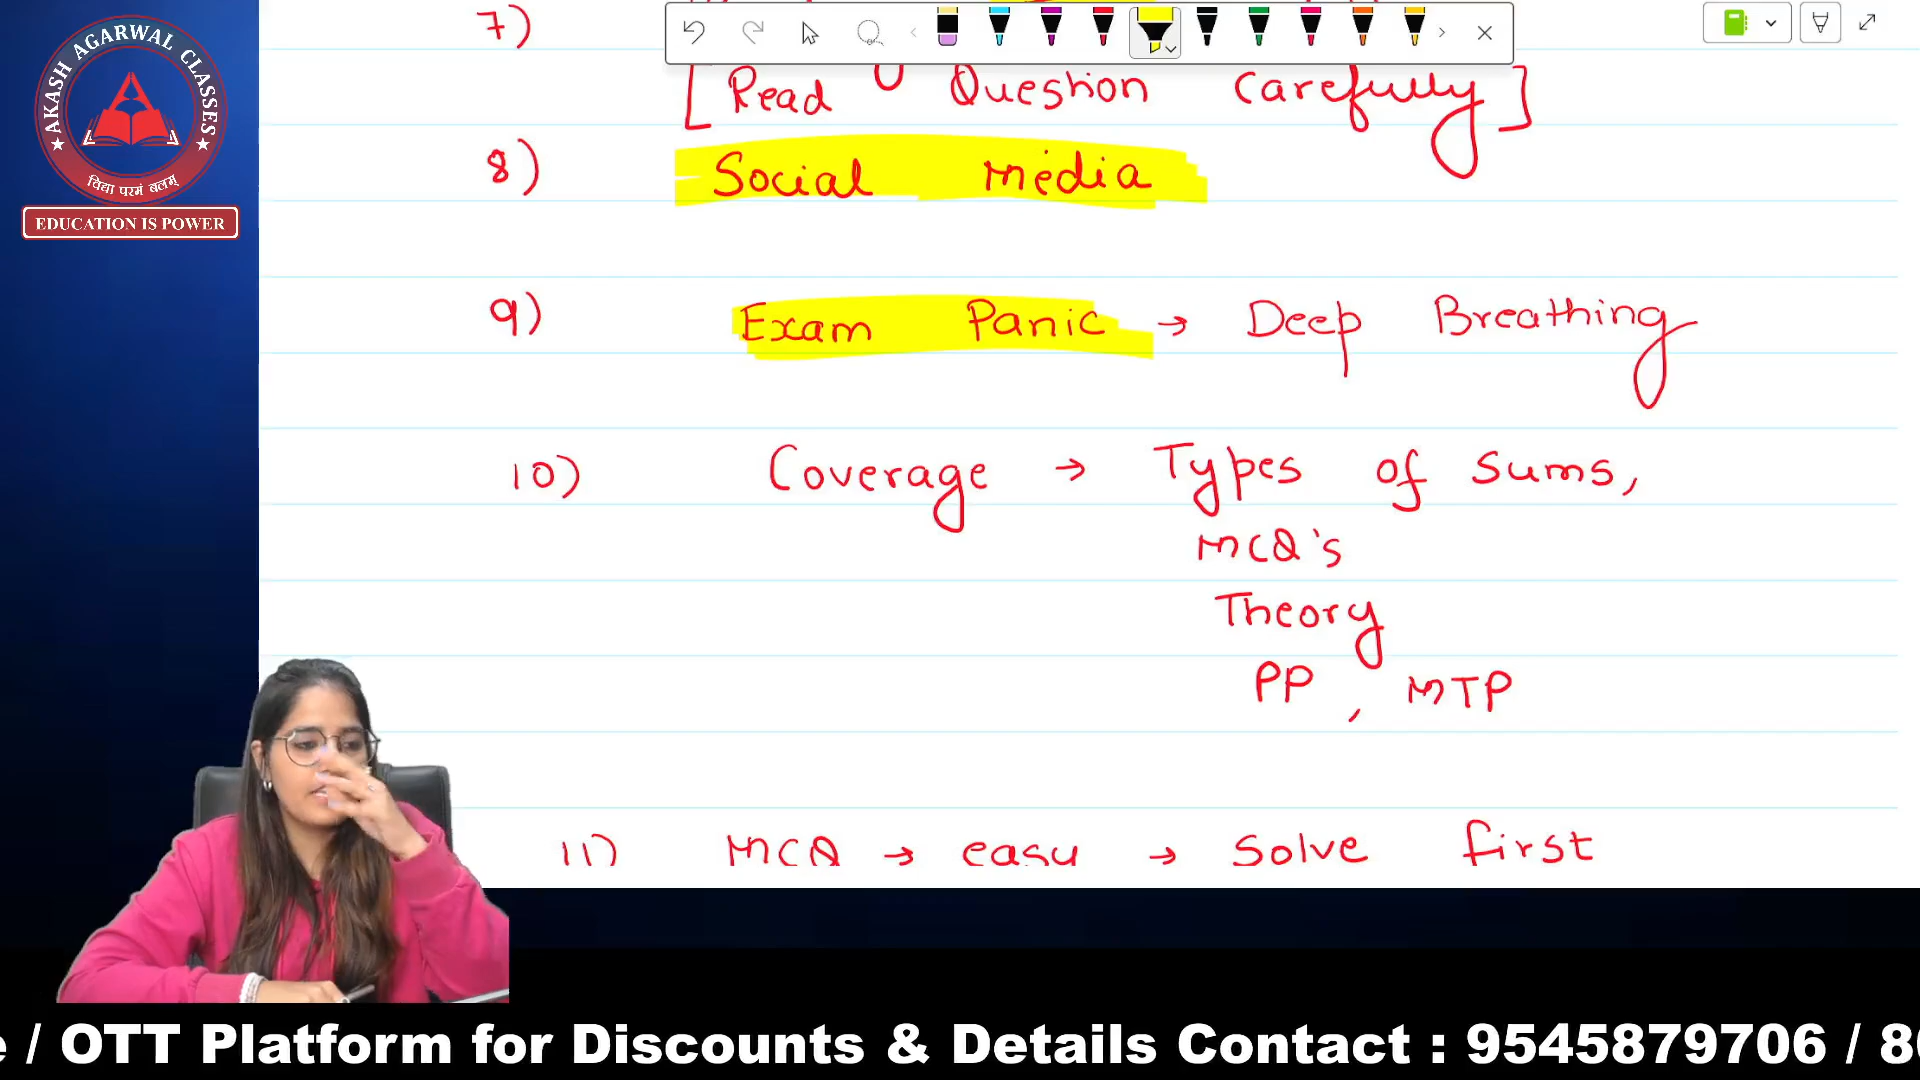 AKASH AGARWAL CLASSES
विद्या परमं बलम्
EDUCATION IS POWER
7)
[Read Question Carefully]
8) Social Media
9) Exam Panic → Deep Breathing
10) Coverage → Types of Sums,
MCQ's
Theory
PP, MTP
11) MCQ → easy → Solve first
e / OTT Platform for Discounts & Details Contact : 9545879706 / 80